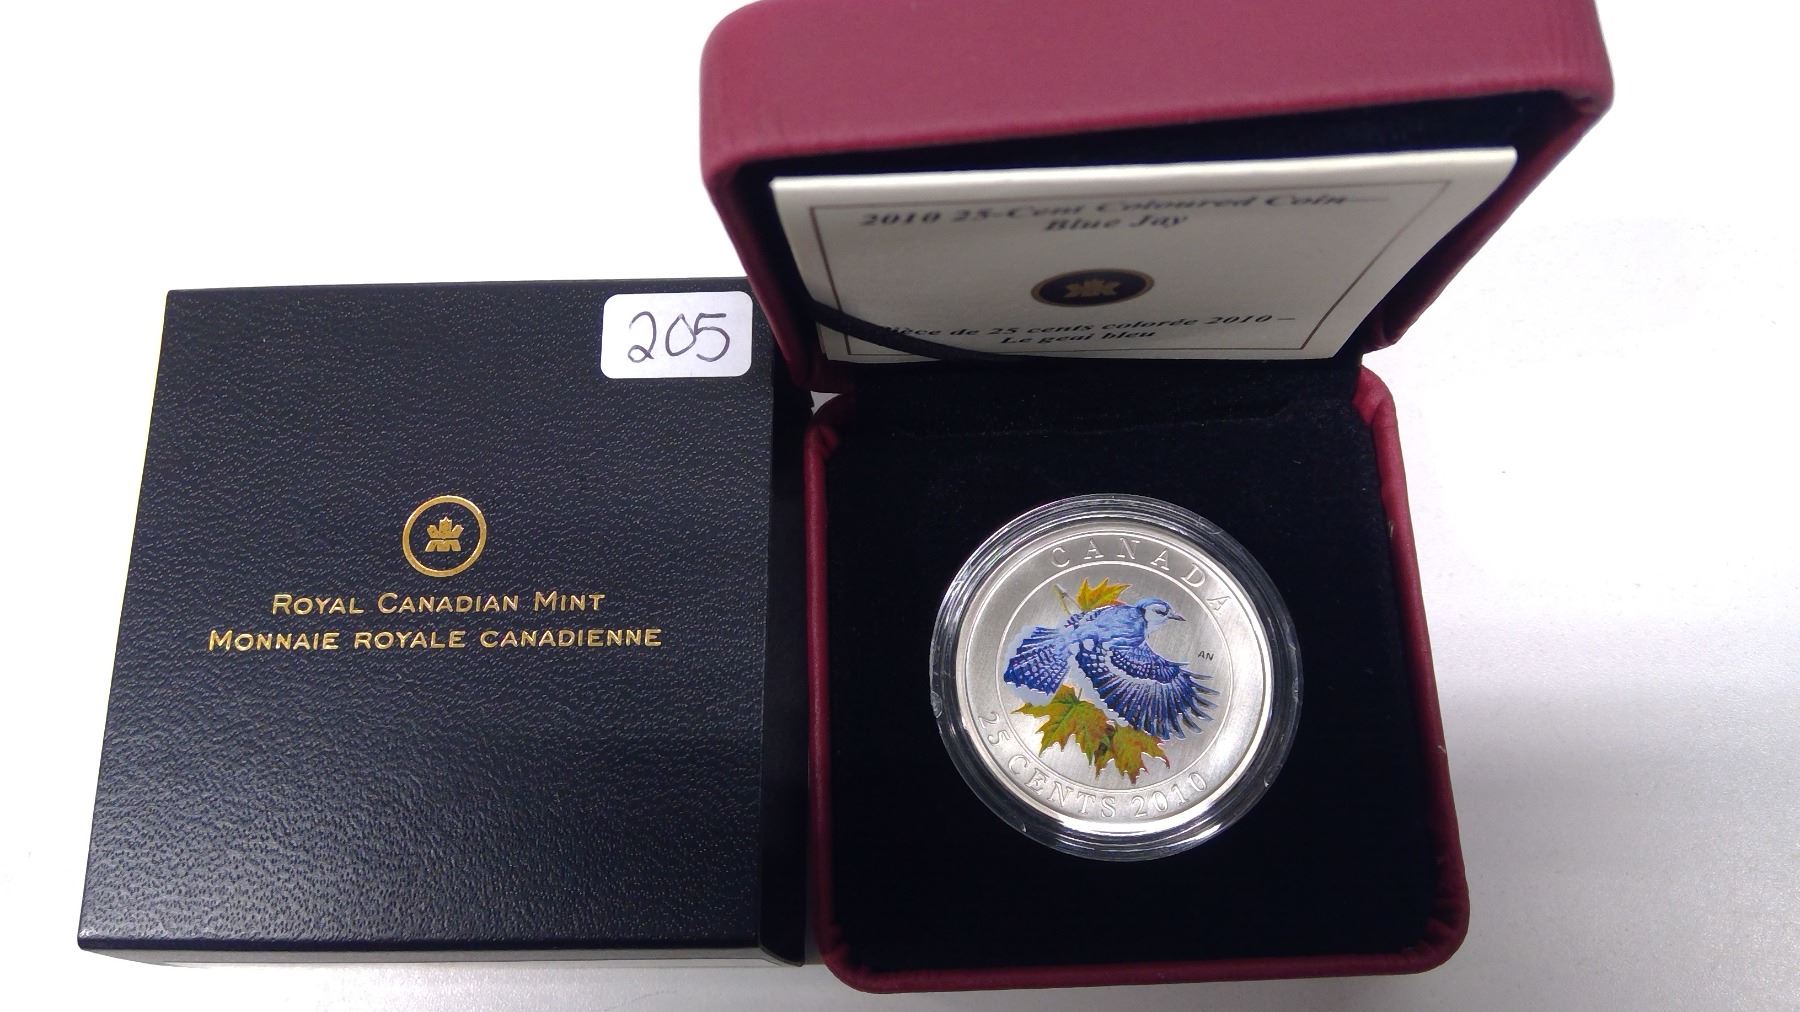 205
ROYAL CANADIAN MINT
MONNAIE ROYALE CANADIENNE
2010 25-Cent Coloured Coin –
Blue Jay
Pièce de 25 cents colorée 2010 –
Le geai bleu
CANADA
AN
25 CENTS 2010